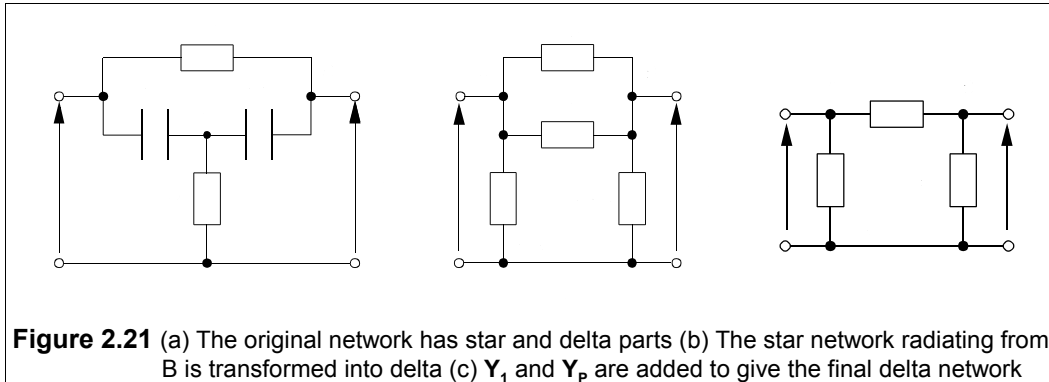 Figure 2.21 (a) The original network has star and delta parts (b) The star network radiating from
B is transformed into delta (c) Y₁ and Yₚ are added to give the final delta network